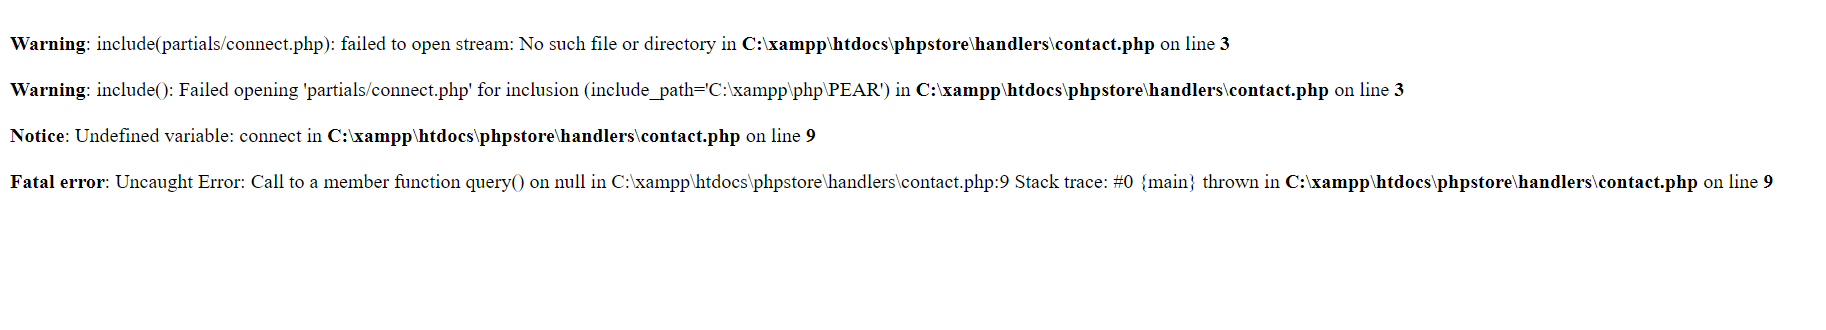 Warning: include(partials/connect.php): failed to open stream: No such file or directory in C:\xampp\htdocs\phpstore\handlers\contact.php on line 3
Warning: include(): Failed opening 'partials/connect.php' for inclusion (include_path='C:\xampp\php\PEAR') in C:\xampp\htdocs\phpstore\handlers\contact.php on line 3
Notice: Undefined variable: connect in C:\xampp\htdocs\phpstore\handlers\contact.php on line 9
Fatal error: Uncaught Error: Call to a member function query() on null in C:\xampp\htdocs\phpstore\handlers\contact.php:9 Stack trace: #0 {main} thrown in C:\xampp\htdocs\phpstore\handlers\contact.php on line 9